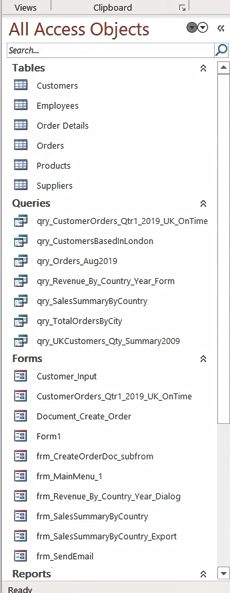 Views
Clipboard
All Access Objects
Search...
Tables
Customers
Employees
Order Details
Orders
Products
Suppliers
Queries
qry_CustomerOrders_Qtr1_2019_UK_OnTime
qry_CustomersBasedInLondon
qry_Orders_Aug2019
qry_Revenue_By_Country_Year_Form
qry_SalesSummaryByCountry
qry_TotalOrdersByCity
qry_UKCustomers_Qty_Summary2009
Forms
Customer_Input
CustomerOrders_Qtr1_2019_UK_OnTime
Document_Create_Order
Form1
frm_CreateOrderDoc_subfrom
frm_MainMenu_1
frm_Revenue_By_Country_Year_Dialog
frm_SalesSummaryByCountry
frm_SalesSummaryByCountry_Export
frm_SendEmail
Reports
Ready